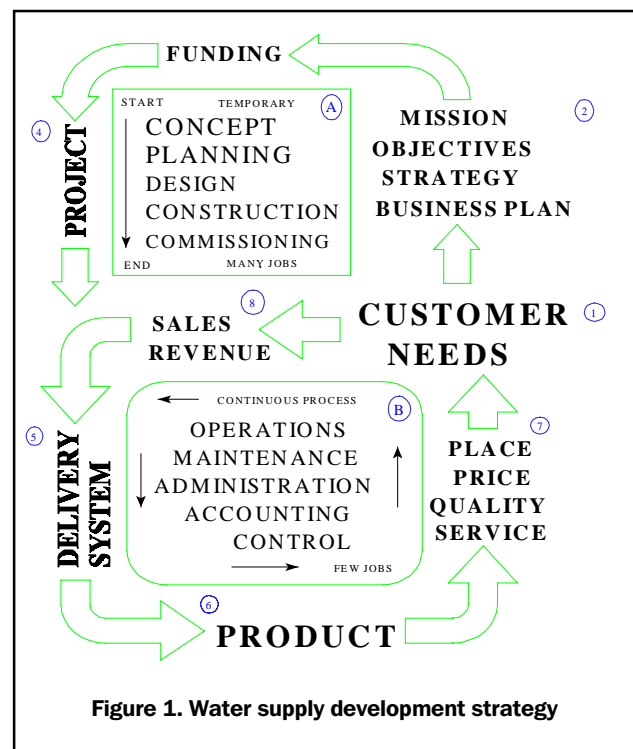 FUNDING
START TEMPORARY A
CONCEPT
PLANNING
DESIGN
CONSTRUCTION
COMMISSIONING
END MANY JOBS
4
PROJECT
2
MISSION
OBJECTIVES
STRATEGY
BUSINESS PLAN
8
SALES
REVENUE
CUSTOMER
NEEDS
1
CONTINUOUS PROCESS B
OPERATIONS
MAINTENANCE
ADMINISTRATION
ACCOUNTING
CONTROL
FEW JOBS
5
DELIVERY
SYSTEM
7
PLACE
PRICE
QUALITY
SERVICE
6
PRODUCT
Figure 1. Water supply development strategy